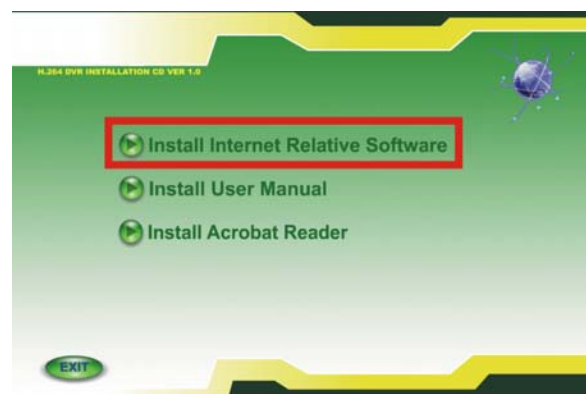 H.264 DVR INSTALLATION CD VER 1.0
Install Internet Relative Software
Install User Manual
Install Acrobat Reader
EXIT